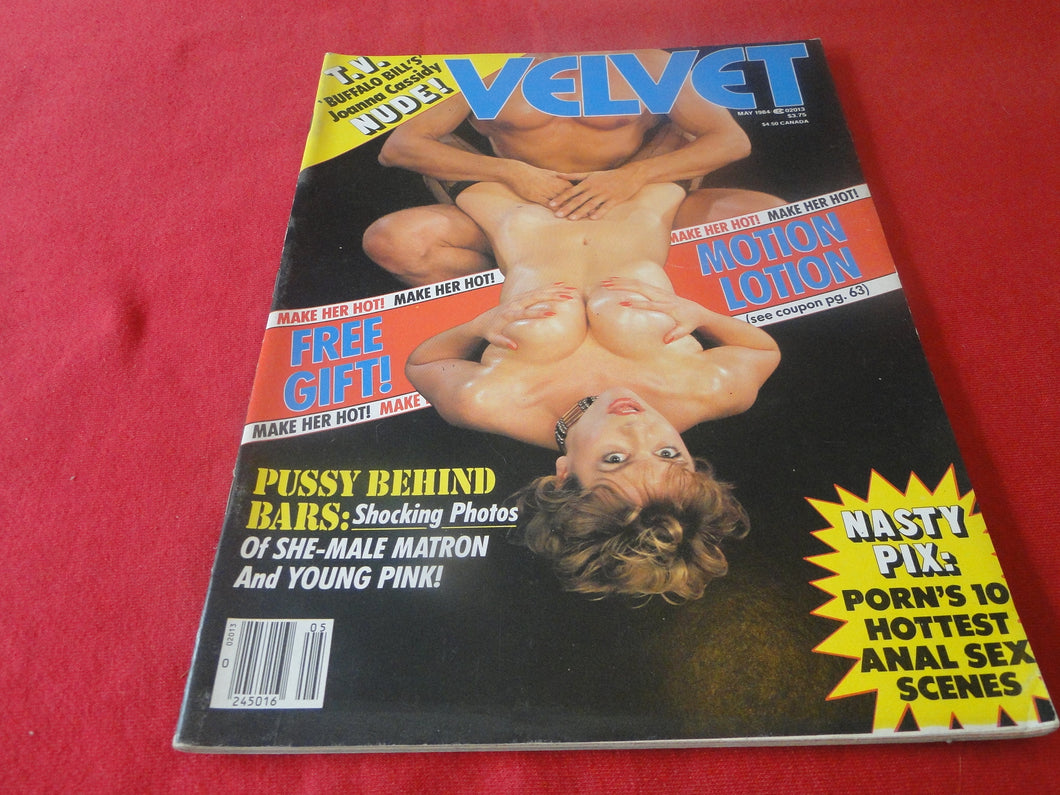 T.V.
'BUFFALO BILL'S'
Joanna Cassidy
NUDE!
VELVET
MAY 1984 02013
$3.75
$4.50 CANADA
MAKE HER HOT! MAKE HER HOT!
MOTION
LOTION
(see coupon pg. 63)
MAKE HER HOT! MAKE HER HOT!
FREE
GIFT!
MAKE HER HOT! MAKE
PUSSY BEHIND
BARS: Shocking Photos
Of SHE-MALE MATRON
And YOUNG PINK!
NASTY
PIX:
PORN'S 10
HOTTEST
ANAL SEX
SCENES
05
02013
0
245016